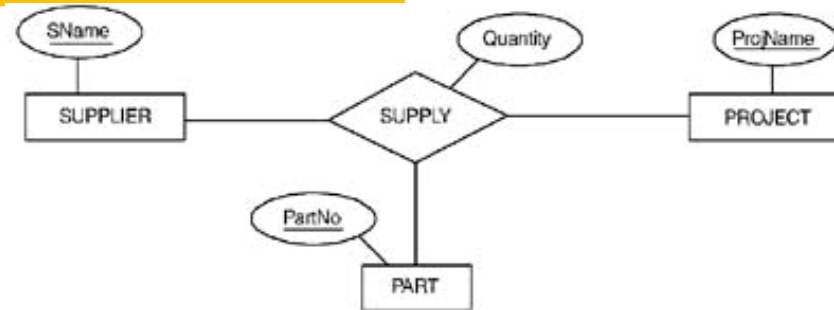 SName
Quantity
ProjName
SUPPLIER
SUPPLY
PROJECT
PartNo
PART